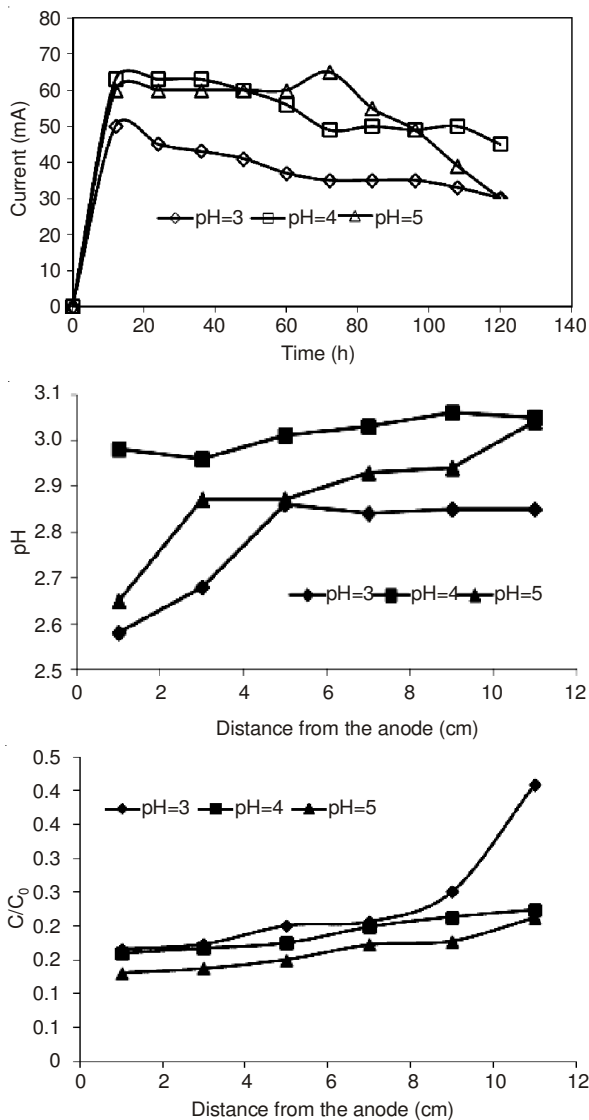 80
70
60
50
40
30
20
10
0
Current (mA)
pH=3 pH=4 pH=5
0 20 40 60 80 100 120 140
Time (h)
3.1
3.0
2.9
2.8
2.7
2.6
2.5
pH
pH=3 pH=4 pH=5
0 2 4 6 8 10 12
Distance from the anode (cm)
0.5
0.4
0.4
0.3
0.3
0.2
0.2
0.1
0.1
0
C/C₀
pH=3 pH=4 pH=5
0 2 4 6 8 10 12
Distance from the anode (cm)